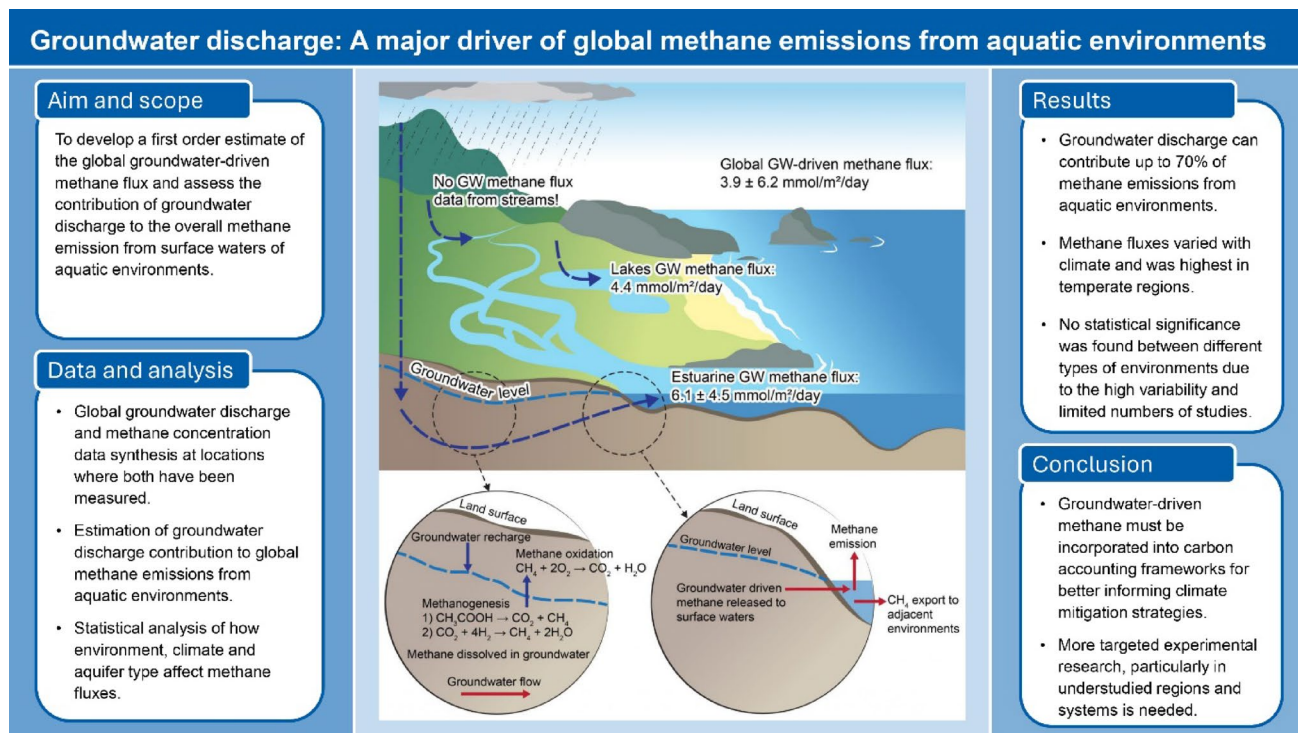 Groundwater discharge: A major driver of global methane emissions from aquatic environments
Aim and scope
To develop a first order estimate of
the global groundwater-driven
methane flux and assess the
contribution of groundwater
discharge to the overall methane
emission from surface waters of
aquatic environments.
Data and analysis
• Global groundwater discharge
and methane concentration
data synthesis at locations
where both have been
measured.
• Estimation of groundwater
discharge contribution to global
methane emissions from
aquatic environments.
• Statistical analysis of how
environment, climate and
aquifer type affect methane
fluxes.
Global GW-driven methane flux:
3.9 ± 6.2 mmol/m²/day
No GW methane flux
data from streams!
Lakes GW methane flux:
4.4 mmol/m²/day
Groundwater level
Estuarine GW methane flux:
6.1 ± 4.5 mmol/m²/day
Land surface
Groundwater recharge
Methane oxidation
CH₄ + 2O₂ → CO₂ + H₂O
Methanogenesis
1) CH₃COOH → CO₂ + CH₄
2) CO₂ + 4H₂ → CH₄ + 2H₂O
Methane dissolved in groundwater
Groundwater flow
Land surface
Groundwater level
Methane
emission
Groundwater driven
methane released to
surface waters
CH₄ export to
adjacent
environments
Results
• Groundwater discharge can
contribute up to 70% of
methane emissions from
aquatic environments.
• Methane fluxes varied with
climate and was highest in
temperate regions.
• No statistical significance
was found between different
types of environments due
to the high variability and
limited numbers of studies.
Conclusion
• Groundwater-driven
methane must be
incorporated into carbon
accounting frameworks for
better informing climate
mitigation strategies.
• More targeted experimental
research, particularly in
understudied regions and
systems is needed.